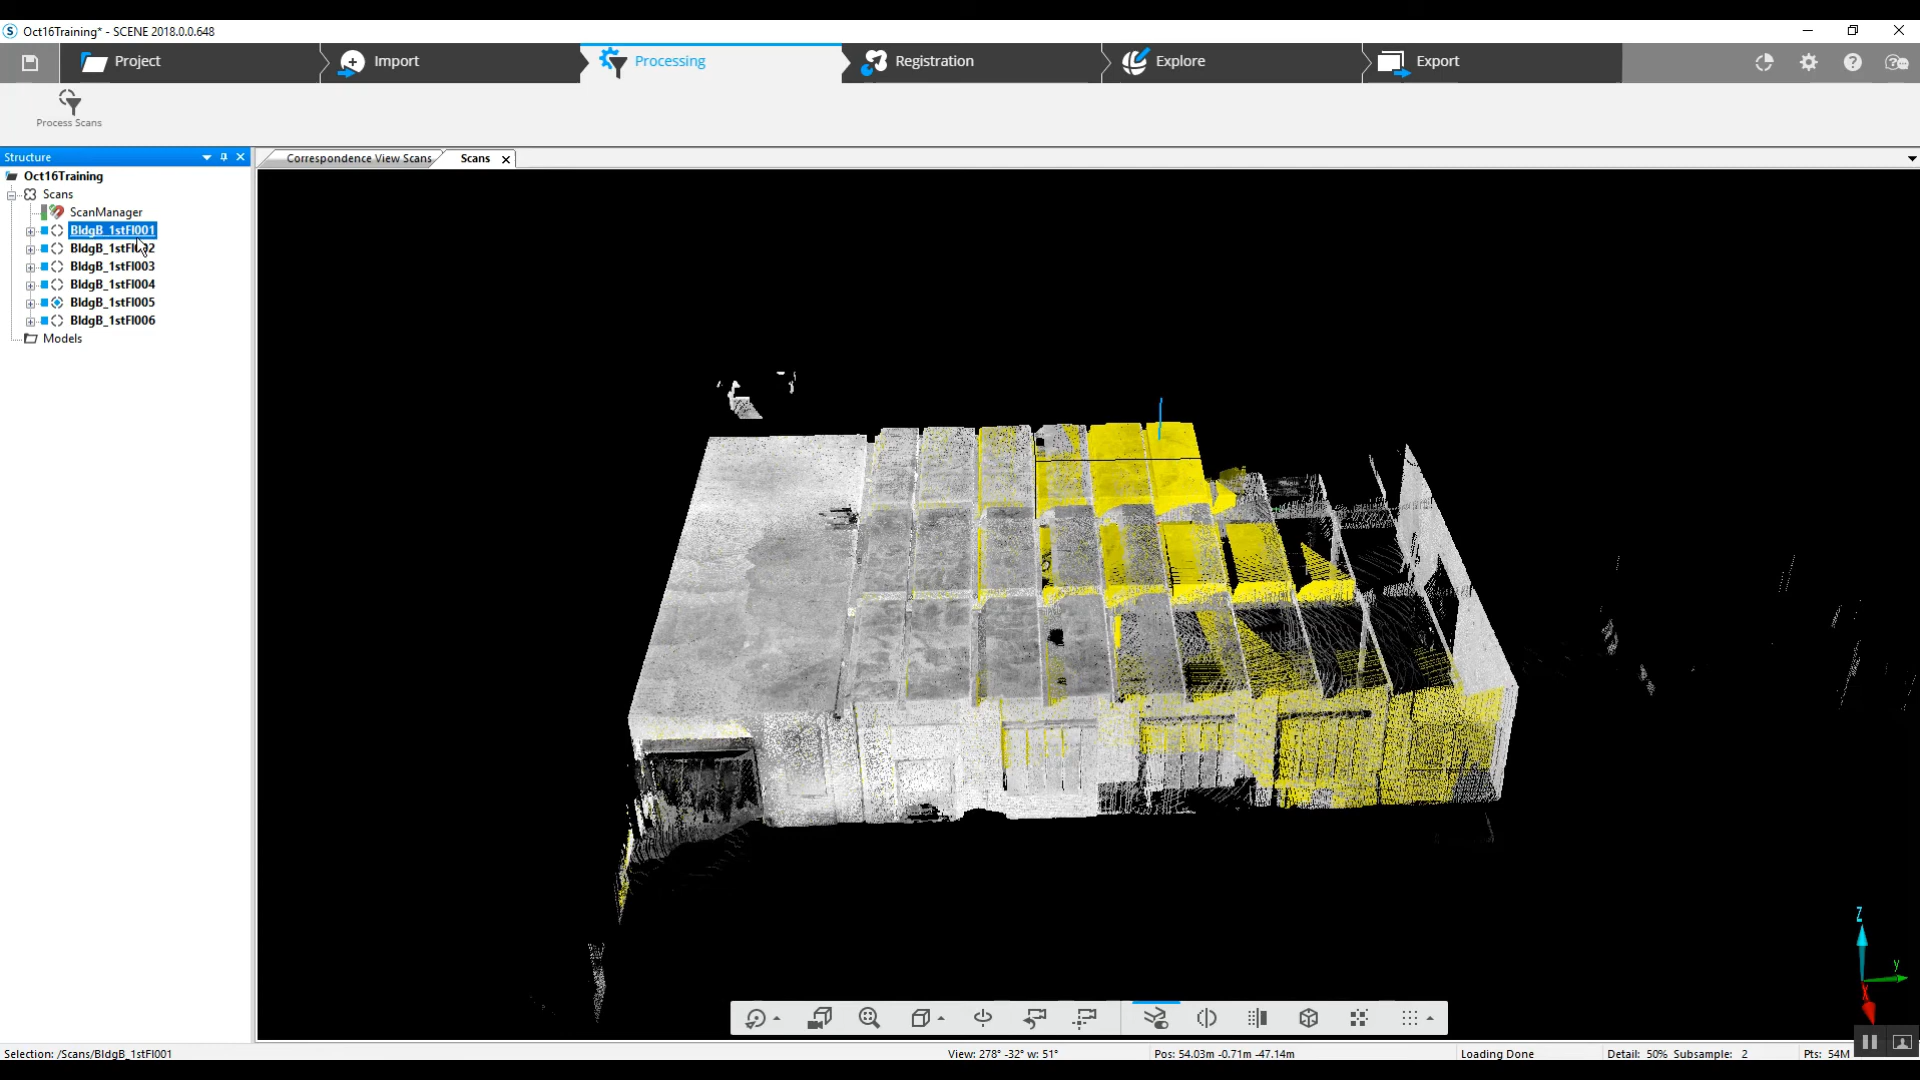 Oct16Training* - SCENE 2018.0.0.648
Project
Import
Processing
Registration
Explore
Export
Process Scans
Structure
Correspondence View Scans
Scans
Oct16Training
Scans
ScanManager
BldgB_1stFl001
BldgB_1stFl002
BldgB_1stFl003
BldgB_1stFl004
BldgB_1stFl005
BldgB_1stFl006
Models
Z
y
X
Selection: /Scans/BldgB_1stFl001
View: 278° -32° w: 51°
Pos: 54.03m -0.71m -47.14m
Loading Done
Detail: 50% Subsample: 2
Pts: 54M